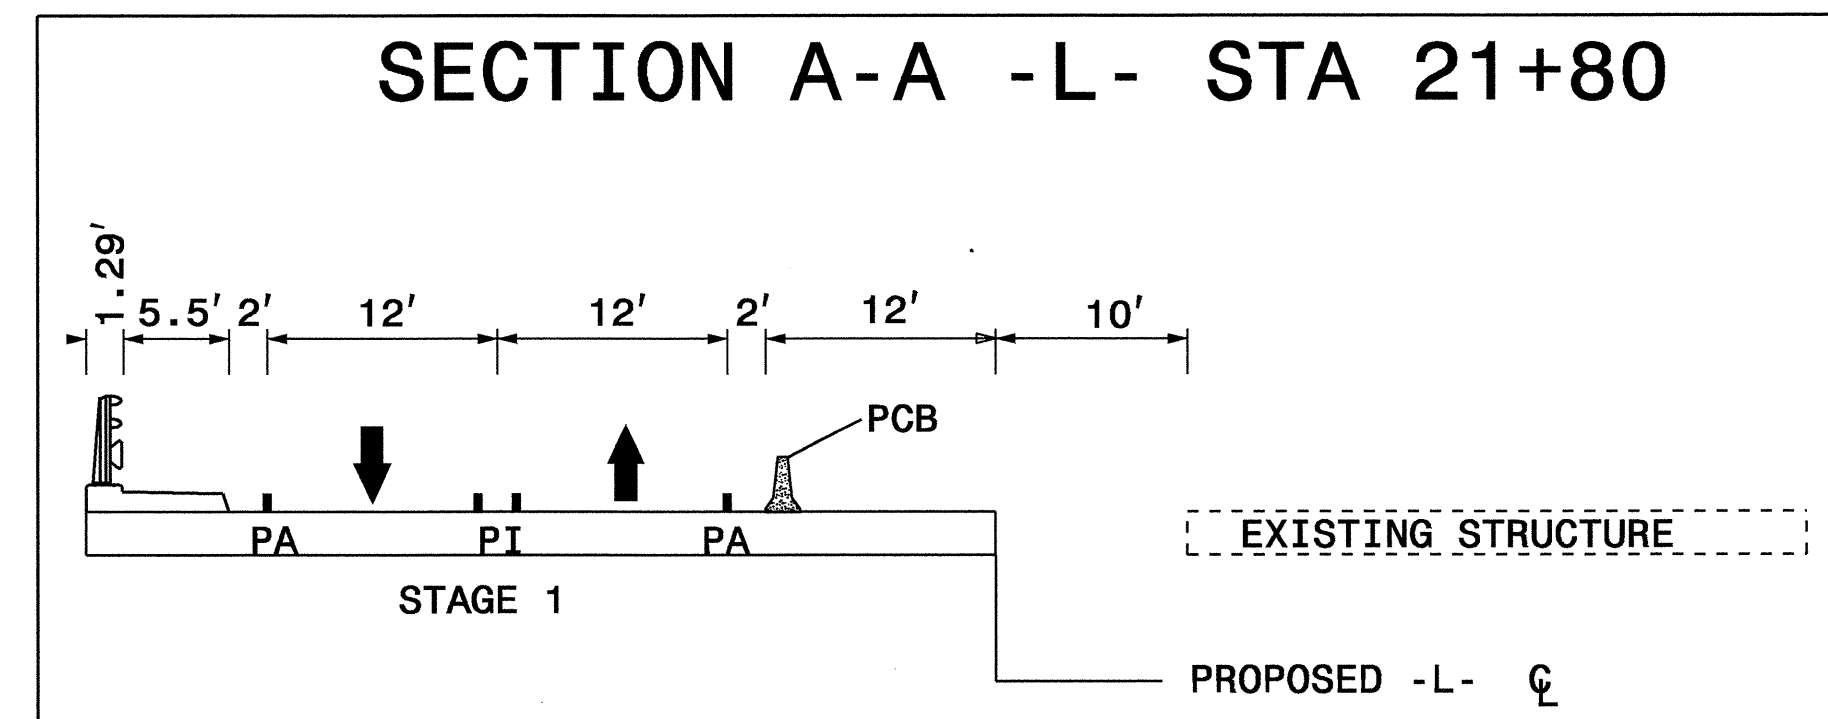 SECTION A-A -L- STA 21+80
1.29' 5.5' 2' 12' 12' 2' 12' 10'
PCB
PA PI PA
EXISTING STRUCTURE
STAGE 1
PROPOSED -L- ℄